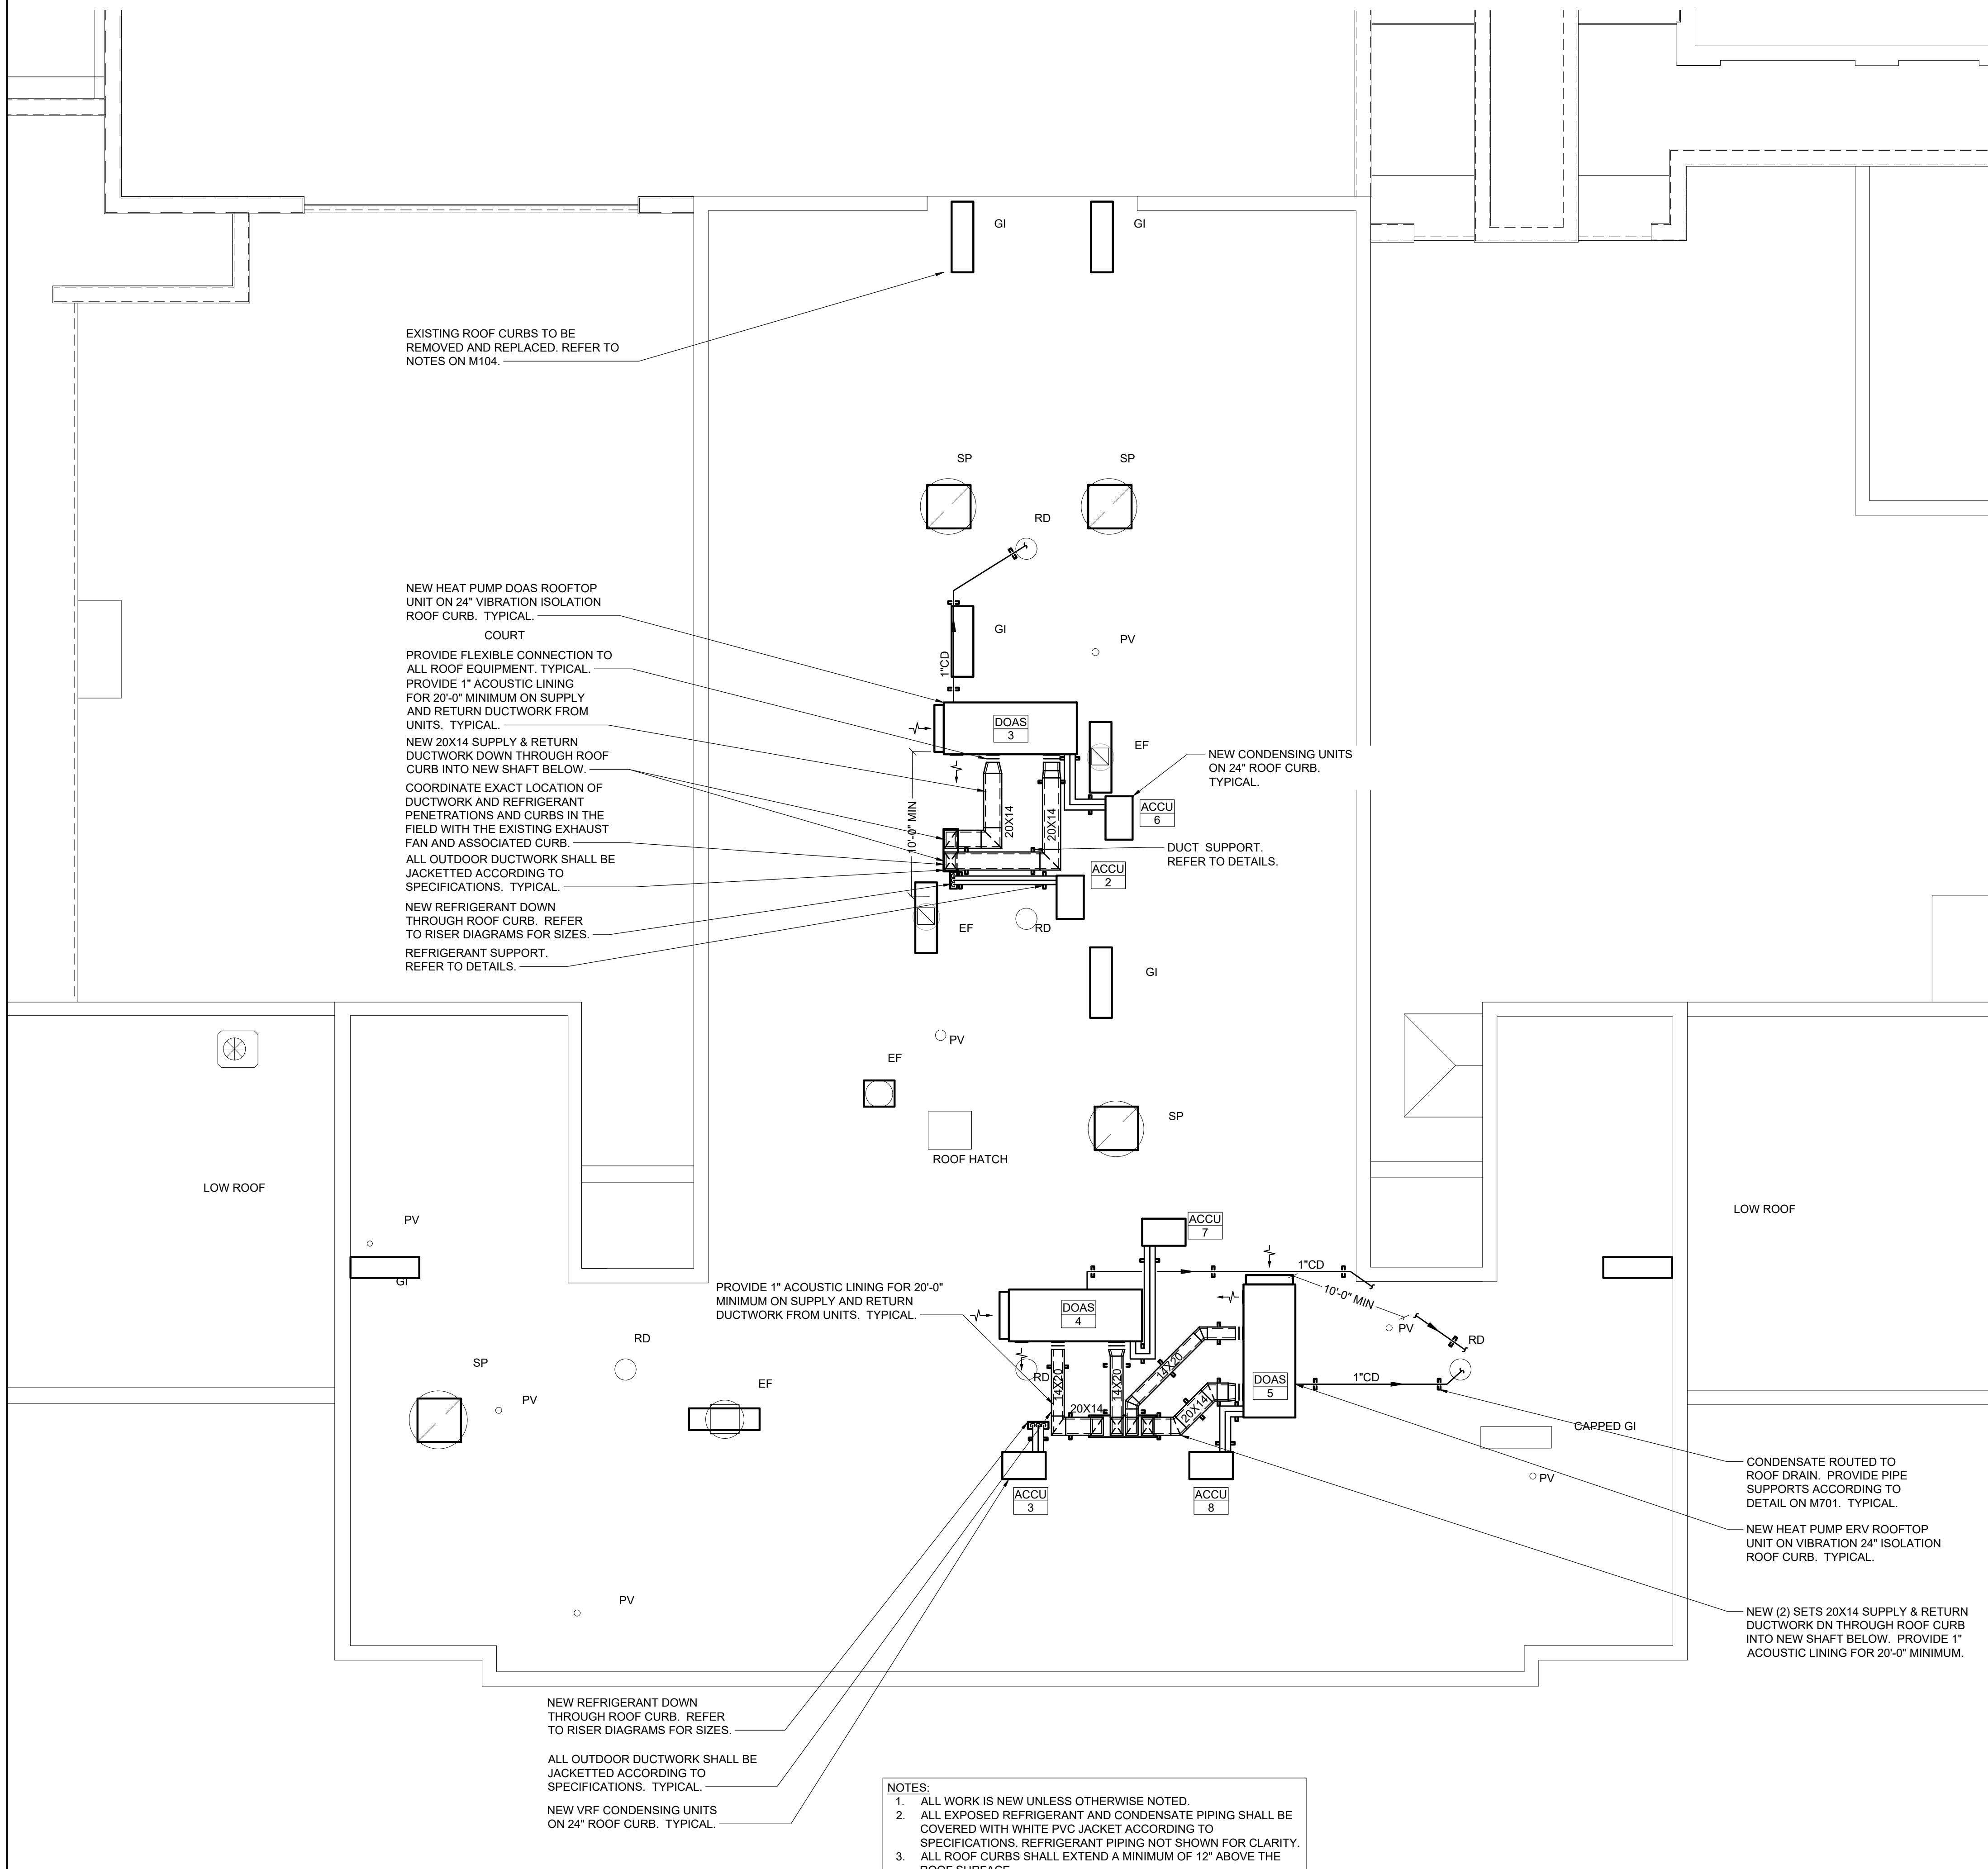 GI
GI
EXISTING ROOF CURBS TO BE
REMOVED AND REPLACED. REFER TO
NOTES ON M104.
SP
SP
RD
NEW HEAT PUMP DOAS ROOFTOP
UNIT ON 24" VIBRATION ISOLATION
ROOF CURB. TYPICAL.
COURT
PROVIDE FLEXIBLE CONNECTION TO
ALL ROOF EQUIPMENT. TYPICAL.
PROVIDE 1" ACOUSTIC LINING
FOR 20'-0" MINIMUM ON SUPPLY
AND RETURN DUCTWORK FROM
UNITS. TYPICAL.
NEW 20X14 SUPPLY & RETURN
DUCTWORK DOWN THROUGH ROOF
CURB INTO NEW SHAFT BELOW.
COORDINATE EXACT LOCATION OF
DUCTWORK AND REFRIGERANT
PENETRATIONS AND CURBS IN THE
FIELD WITH THE EXISTING EXHAUST
FAN AND ASSOCIATED CURB.
ALL OUTDOOR DUCTWORK SHALL BE
JACKETTED ACCORDING TO
SPECIFICATIONS. TYPICAL.
NEW REFRIGERANT DOWN
THROUGH ROOF CURB. REFER
TO RISER DIAGRAMS FOR SIZES.
REFRIGERANT SUPPORT.
REFER TO DETAILS.
GI
PV
1"CD
DOAS
3
EF
NEW CONDENSING UNITS
ON 24" ROOF CURB.
TYPICAL.
10'-0" MIN
20X14
20X14
ACCU
6
DUCT SUPPORT.
REFER TO DETAILS.
ACCU
2
EF
RD
GI
PV
EF
SP
ROOF HATCH
LOW ROOF
LOW ROOF
PV
GI
ACCU
7
PROVIDE 1" ACOUSTIC LINING FOR 20'-0"
MINIMUM ON SUPPLY AND RETURN
DUCTWORK FROM UNITS. TYPICAL.
1"CD
10'-0" MIN
DOAS
4
PV
RD
RD
SP
PV
EF
RD
14X20
14X20
14X20
20X14
20X14
DOAS
5
1"CD
CAPPED GI
PV
ACCU
3
ACCU
8
CONDENSATE ROUTED TO
ROOF DRAIN. PROVIDE PIPE
SUPPORTS ACCORDING TO
DETAIL ON M701. TYPICAL.
NEW HEAT PUMP ERV ROOFTOP
UNIT ON VIBRATION 24" ISOLATION
ROOF CURB. TYPICAL.
PV
NEW (2) SETS 20X14 SUPPLY & RETURN
DUCTWORK DN THROUGH ROOF CURB
INTO NEW SHAFT BELOW. PROVIDE 1"
ACOUSTIC LINING FOR 20'-0" MINIMUM.
NEW REFRIGERANT DOWN
THROUGH ROOF CURB. REFER
TO RISER DIAGRAMS FOR SIZES.
ALL OUTDOOR DUCTWORK SHALL BE
JACKETTED ACCORDING TO
SPECIFICATIONS. TYPICAL.
NEW VRF CONDENSING UNITS
ON 24" ROOF CURB. TYPICAL.
NOTES:
1. ALL WORK IS NEW UNLESS OTHERWISE NOTED.
2. ALL EXPOSED REFRIGERANT AND CONDENSATE PIPING SHALL BE
COVERED WITH WHITE PVC JACKET ACCORDING TO
SPECIFICATIONS. REFRIGERANT PIPING NOT SHOWN FOR CLARITY.
3. ALL ROOF CURBS SHALL EXTEND A MINIMUM OF 12" ABOVE THE
ROOF SURFACE